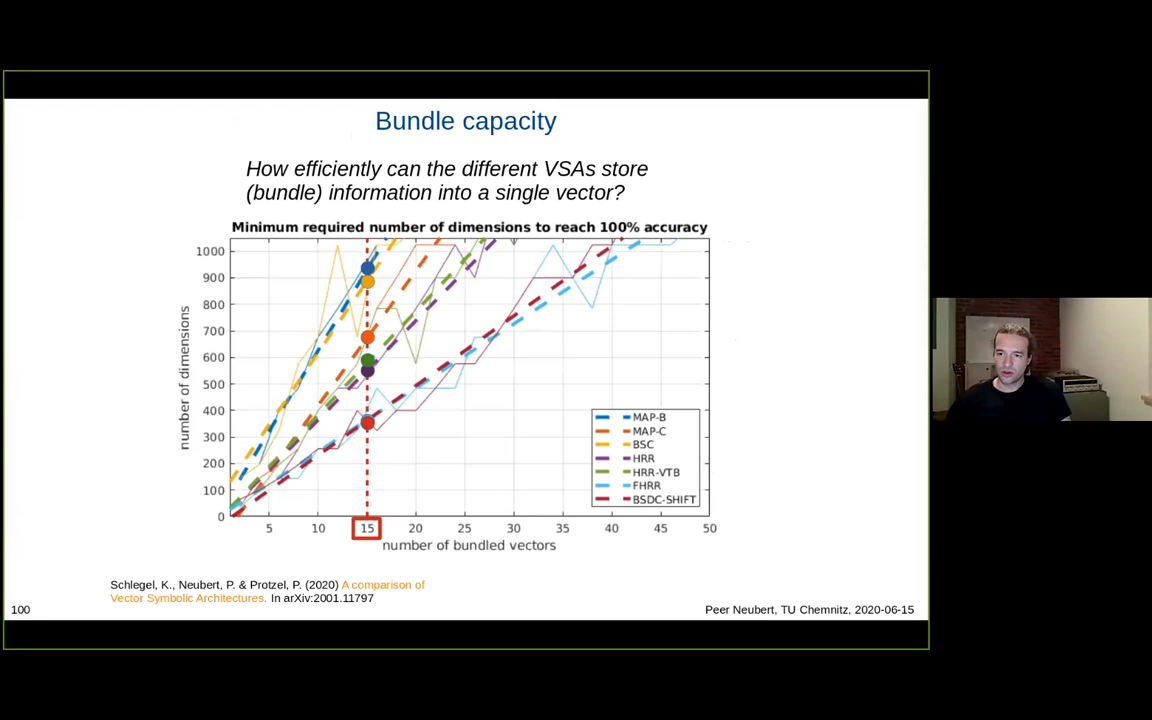 Bundle capacity
How efficiently can the different VSAs store
(bundle) information into a single vector?
Minimum required number of dimensions to reach 100% accuracy
number of dimensions
1000
900
800
700
600
500
400
300
200
100
0
5 10 15 20 25 30 35 40 45 50
number of bundled vectors
MAP-B
MAP-C
BSC
HRR
HRR-VTB
FHRR
BSDC-SHIFT
Schlegel, K., Neubert, P. & Protzel, P. (2020) A comparison of
Vector Symbolic Architectures. In arXiv:2001.11797
100
Peer Neubert, TU Chemnitz, 2020-06-15